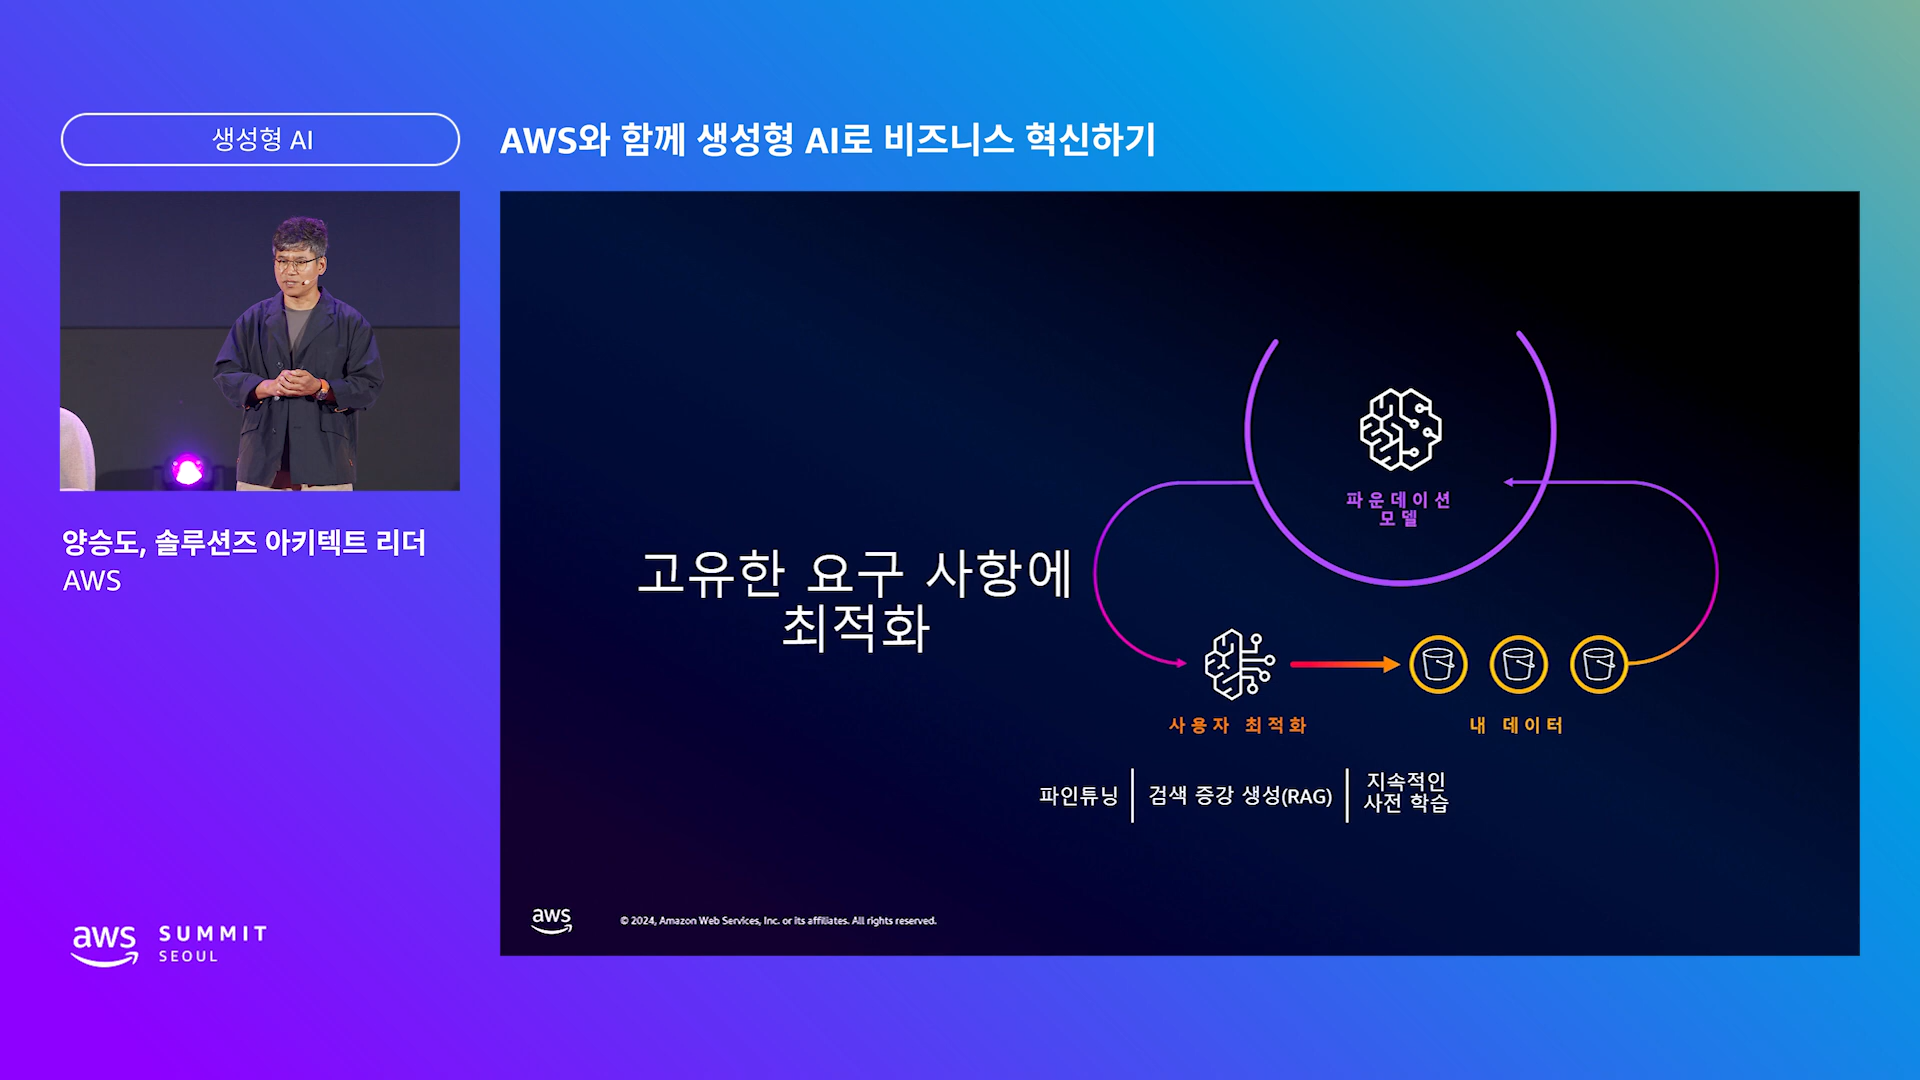 생성형 AI
AWS와 함께 생성형 AI로 비즈니스 혁신하기
양승도, 솔루션즈 아키텍트 리더
AWS
고유한 요구 사항에
최적화
파운데이션
모델
사용자 최적화
내 데이터
파인튜닝
검색 증강 생성(RAG)
지속적인
사전 학습
aws
© 2024, Amazon Web Services, Inc. or its affiliates. All rights reserved.
aws
SUMMIT
SEOUL